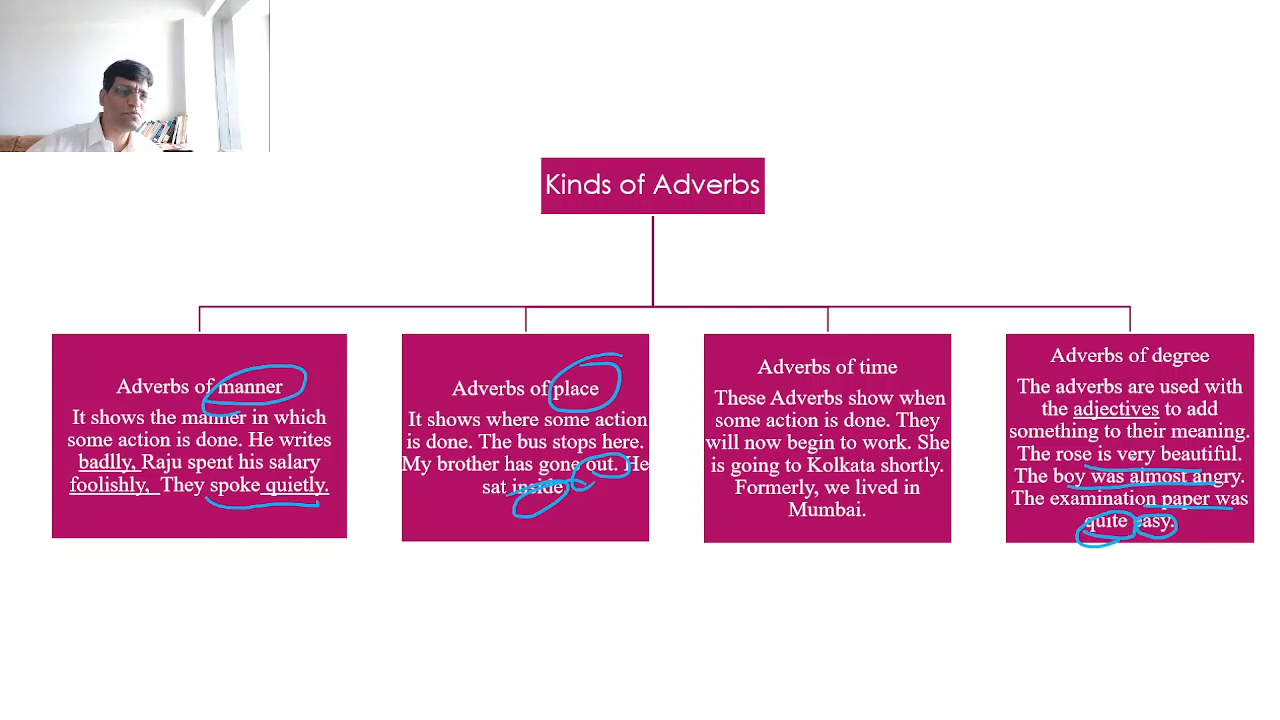 Kinds of Adverbs
Adverbs of manner
It shows the manner in which
some action is done. He writes
badlly, Raju spent his salary
foolishly, They spoke quietly.
Adverbs of place
It shows where some action
is done. The bus stops here.
My brother has gone out. He
sat inside
Adverbs of time
These Adverbs show when
some action is done. They
will now begin to work. She
is going to Kolkata shortly.
Formerly, we lived in
Mumbai.
Adverbs of degree
The adverbs are used with
the adjectives to add
something to their meaning.
The rose is very beautiful.
The boy was almost angry.
The examination paper was
quite easy.